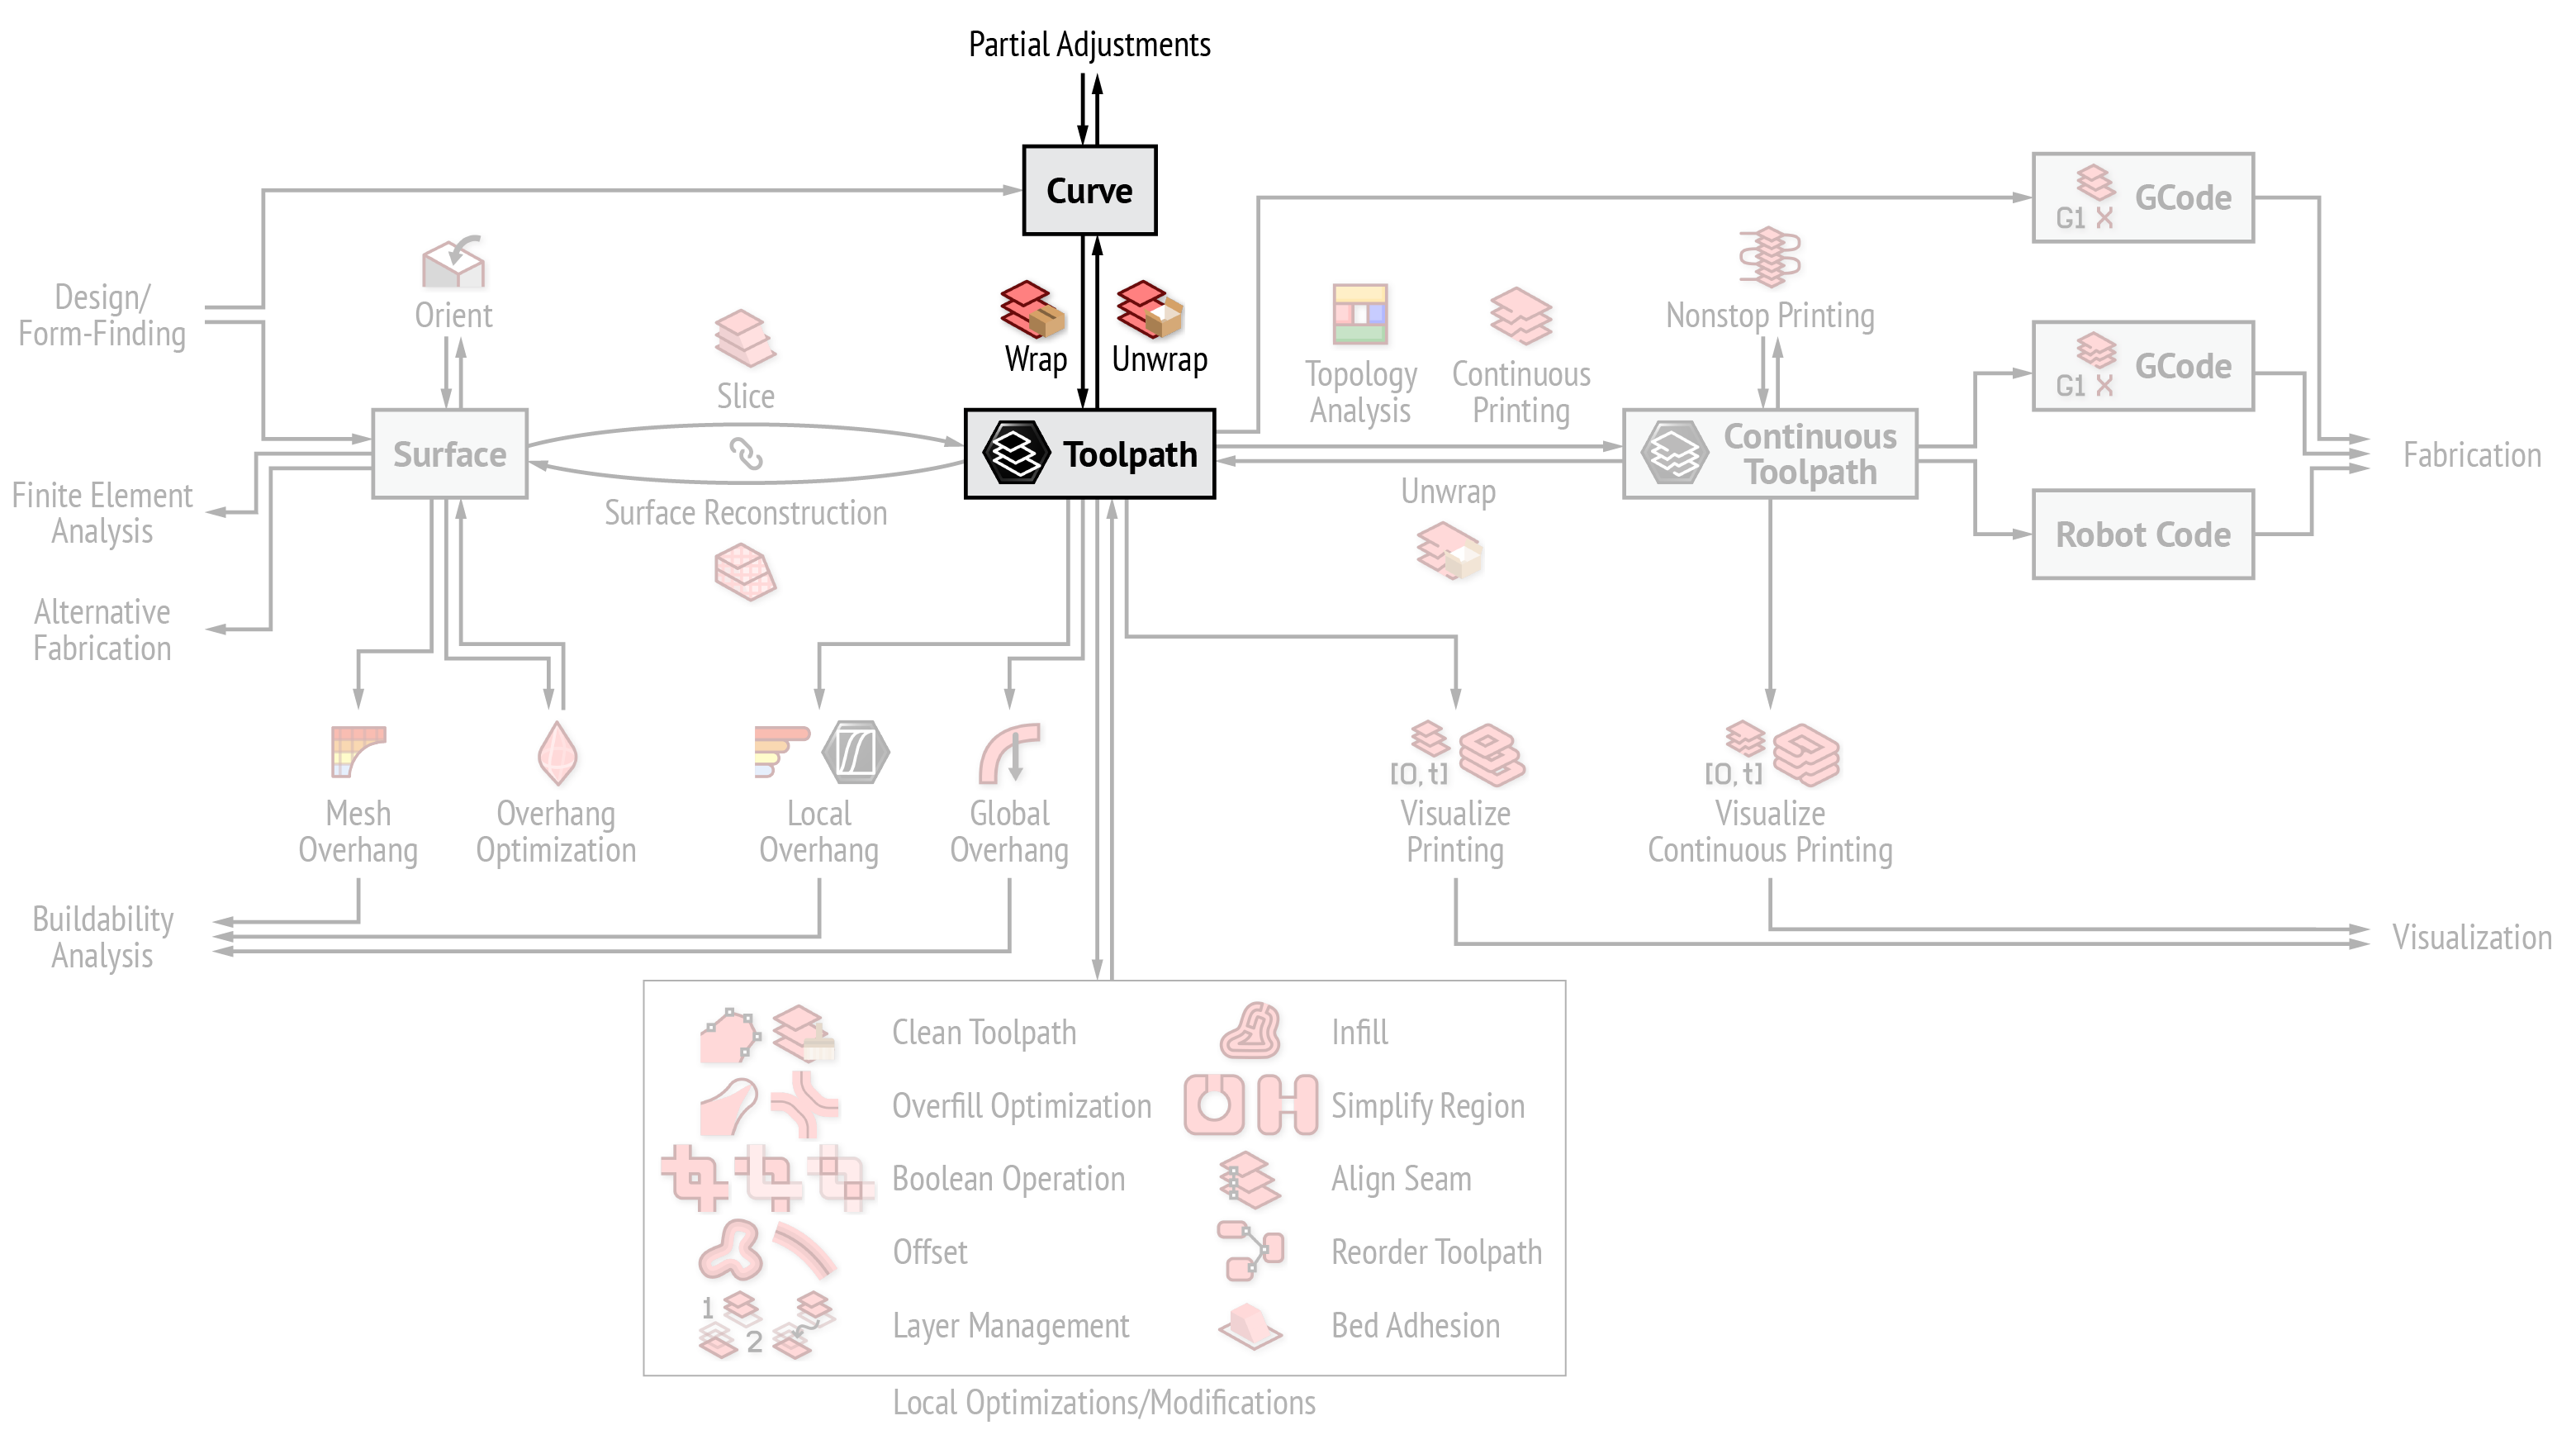 Partial Adjustments
Curve
Wrap
Unwrap
Design/
Form-Finding
Orient
Slice
Surface
Surface Reconstruction
Toolpath
Topology
Analysis
Continuous
Printing
Unwrap
Nonstop Printing
Continuous
Toolpath
G1 X
GCode
G1 X
GCode
Robot Code
Fabrication
Finite Element
Analysis
Alternative
Fabrication
Mesh
Overhang
Overhang
Optimization
Local
Overhang
Global
Overhang
[0, t]
Visualize
Printing
[0, t]
Visualize
Continuous Printing
Buildability
Analysis
Visualization
Clean Toolpath
Infill
Overfill Optimization
Simplify Region
Boolean Operation
Align Seam
Offset
Reorder Toolpath
1
2
Layer Management
Bed Adhesion
Local Optimizations/Modifications